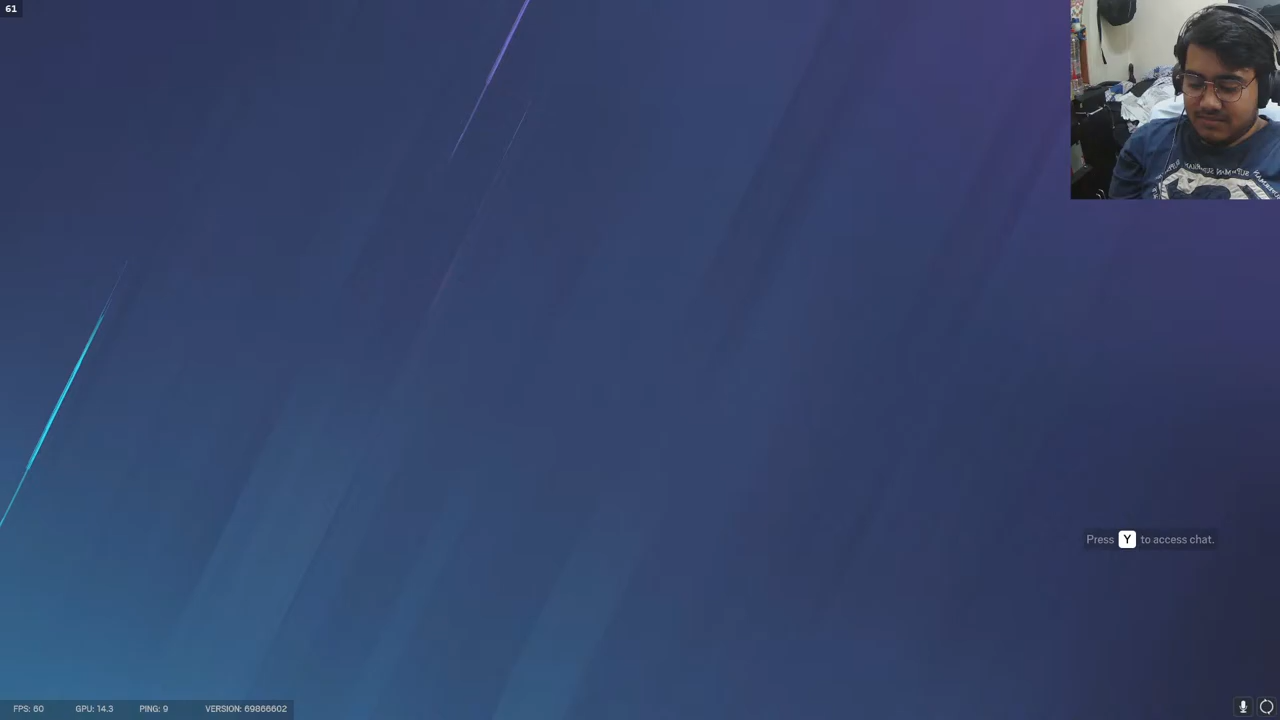 61
Press Y to access chat.
FPS: 60 GPU: 14.3 PING: 9 VERSION: 69866602